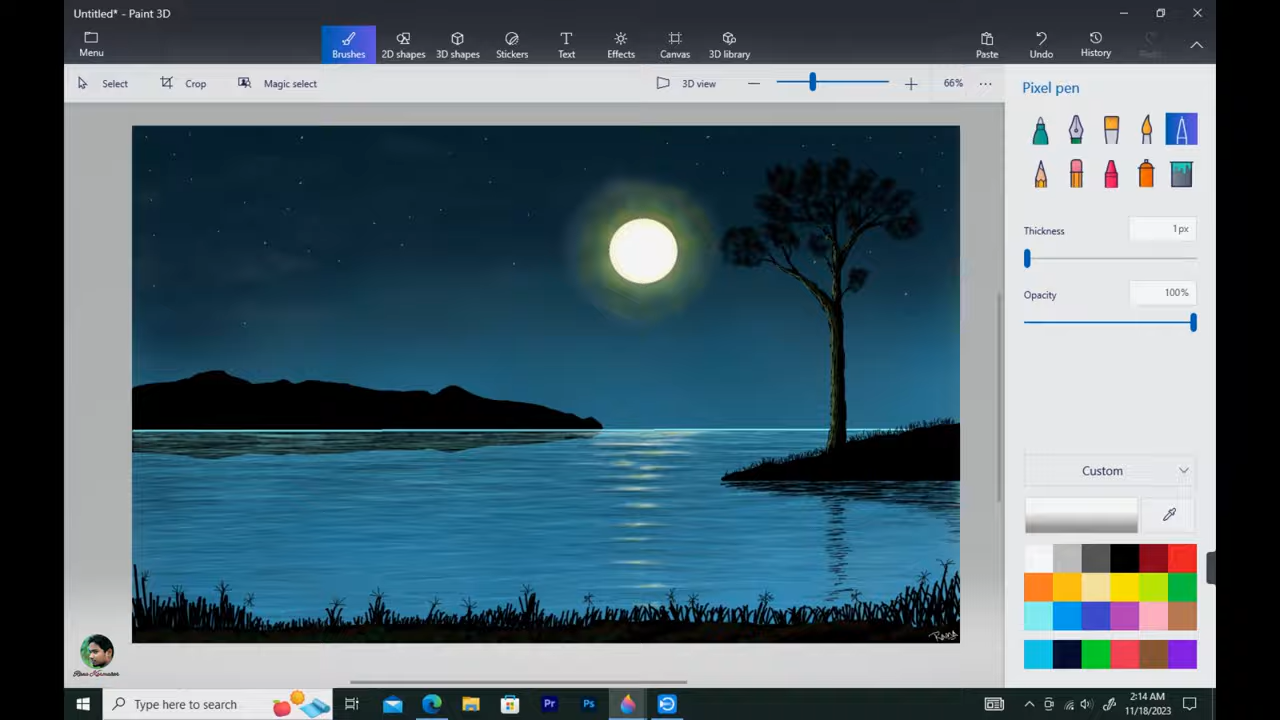 Untitled* - Paint 3D
Menu
Brushes
2D shapes
3D shapes
Stickers
Text
Effects
Canvas
3D library
Paste
Undo
History
Select
Crop
Magic select
3D view
66%
Pixel pen
Thickness
1px
Opacity
100%
Custom
Type here to search
Pr
Ps
2:14 AM
11/18/2023